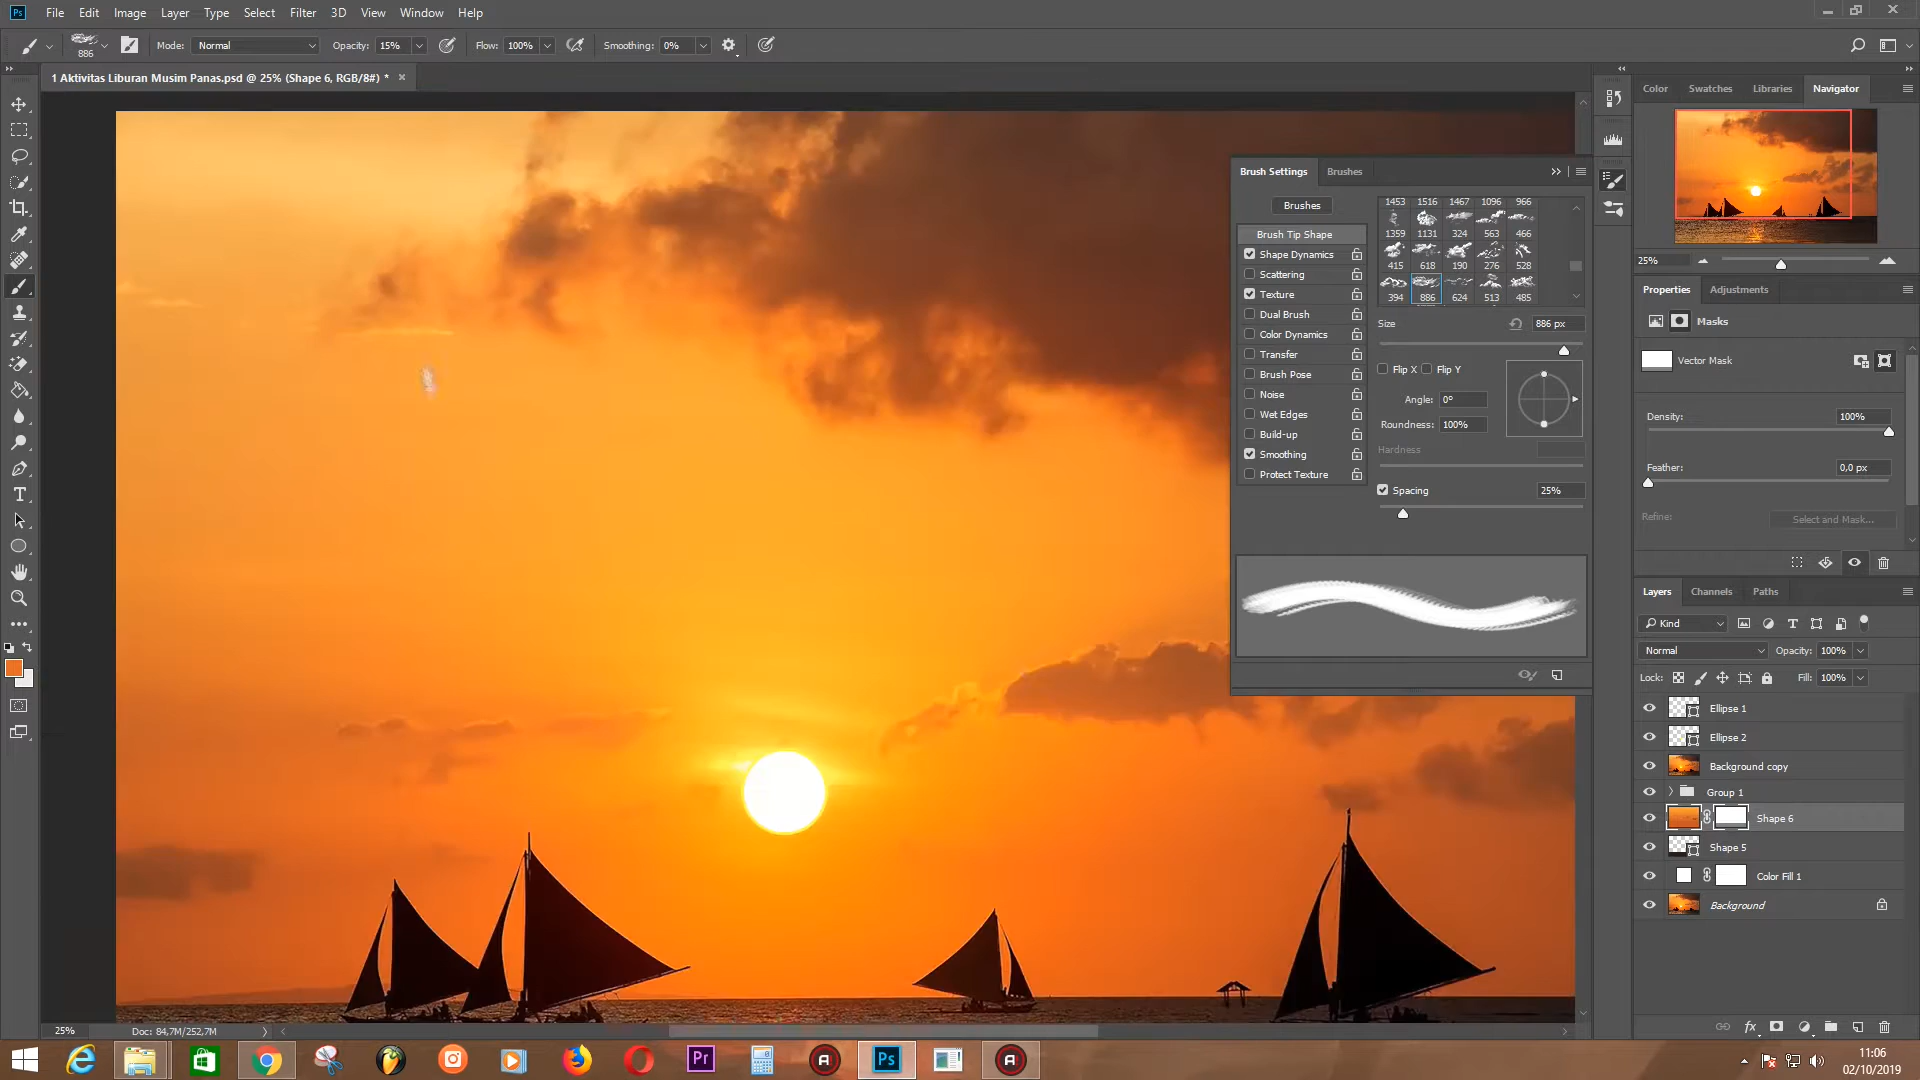 Ps File Edit Image Layer Type Select Filter 3D View Window Help
886 Mode: Normal Opacity: 15% Flow: 100% Smoothing: 0%
1 Aktivitas Liburan Musim Panas.psd @ 25% (Shape 6, RGB/8#) *
Color Swatches Libraries Navigator
25%
Brush Settings Brushes
Brushes
Brush Tip Shape
Shape Dynamics
Scattering
Texture
Dual Brush
Color Dynamics
Transfer
Brush Pose
Noise
Wet Edges
Build-up
Smoothing
Protect Texture
1453 1516 1467 1096 966
1359 1131 324 563 466
415 618 190 276 528
394 886 624 513 485
Size 886 px
Flip X Flip Y
Angle: 0°
Roundness: 100%
Hardness
Spacing 25%
Properties Adjustments
Masks
Vector Mask
Density: 100%
Feather: 0,0 px
Refine: Select and Mask...
Layers Channels Paths
Kind
Normal Opacity: 100%
Lock: Fill: 100%
Ellipse 1
Ellipse 2
Background copy
Group 1
Shape 6
Shape 5
Color Fill 1
Background
25% Doc: 84,7M/252,7M
Pr
Ps
11:06
02/10/2019